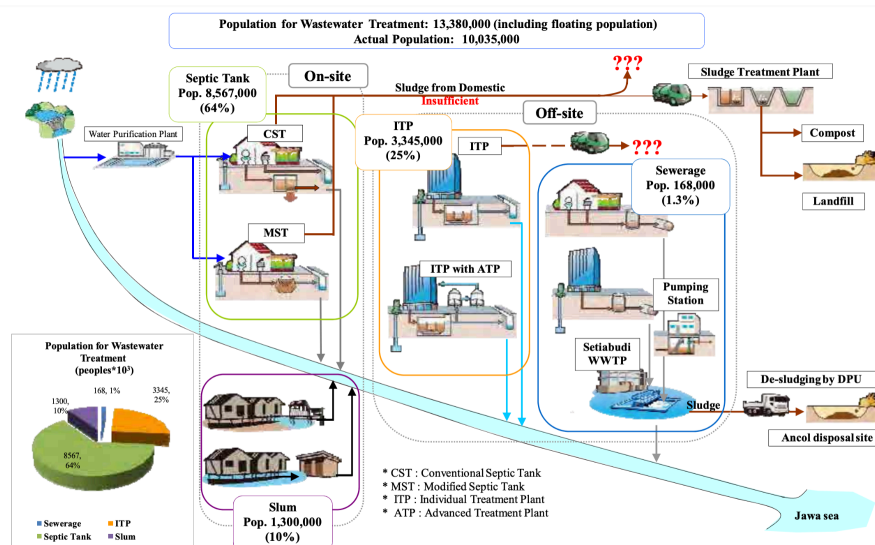 Population for Wastewater Treatment: 13,380,000 (including floating population)
Actual Population: 10,035,000
Septic Tank
Pop. 8,567,000
(64%)
On-site
Sludge from Domestic
Insufficient
???
Sludge Treatment Plant
Off-site
Water Purification Plant
CST
ITP
Pop. 3,345,000
(25%)
ITP
???
Compost
Sewerage
Pop. 168,000
(1.3%)
Landfill
MST
ITP with ATP
Pumping
Station
Setiabudi
WWTP
Population for Wastewater
Treatment
(peoples*10³)
168, 1%
3345,
25%
1300,
10%
8567,
64%
Sewerage
ITP
Septic Tank
Slum
De-sludging by DPU
Sludge
Ancol disposal site
* CST : Conventional Septic Tank
* MST : Modified Septic Tank
* ITP : Individual Treatment Plant
* ATP : Advanced Treatment Plant
Slum
Pop. 1,300,000
(10%)
Jawa sea